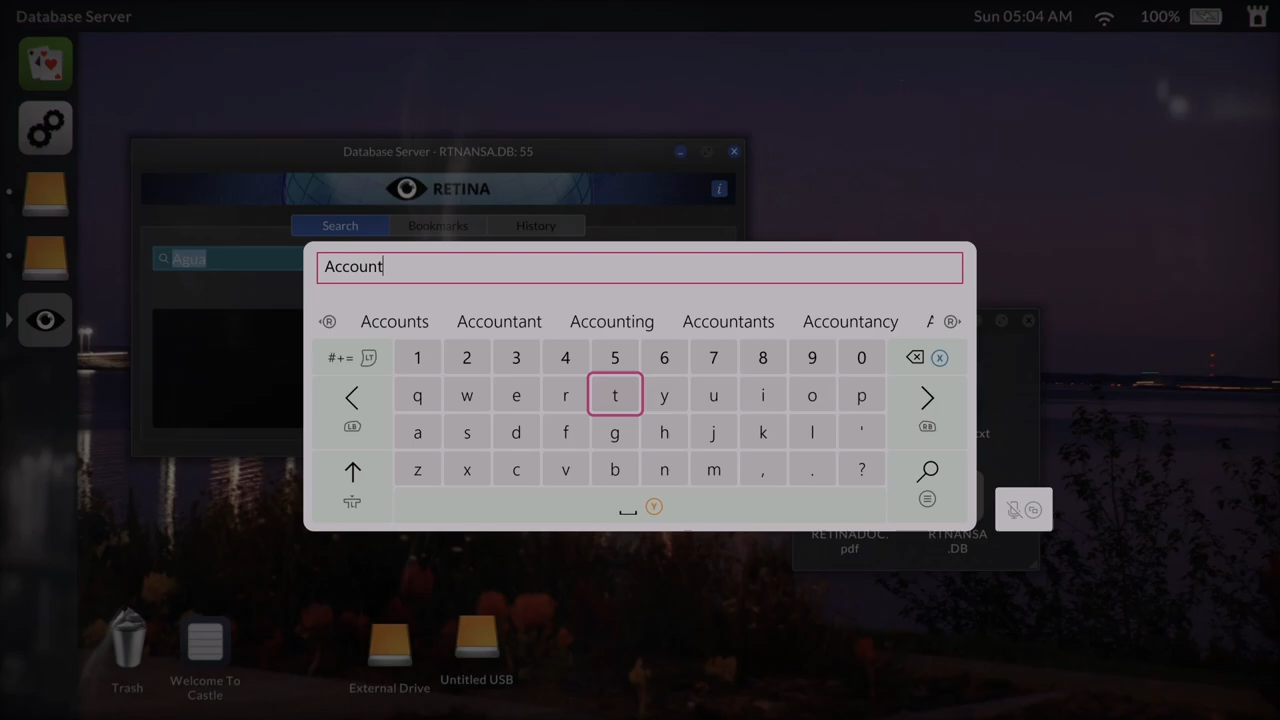 Database Server
Sun 05:04 AM
100%
Database Server - RTNANSA.DB: 55
RETINA
i
Search
Bookmarks
History
Agua
Account
R
Accounts
Accountant
Accounting
Accountants
Accountancy
R
#+=
LT
1
2
3
4
5
6
7
8
9
0
X
q
w
e
r
t
y
u
i
o
p
LB
RB
a
s
d
f
g
h
j
k
l
'
z
x
c
v
b
n
m
,
.
?
L
Y
txt
RETINADOC.
pdf
RTNANSA
.DB
Trash
Welcome To
Castle
External Drive
Untitled USB